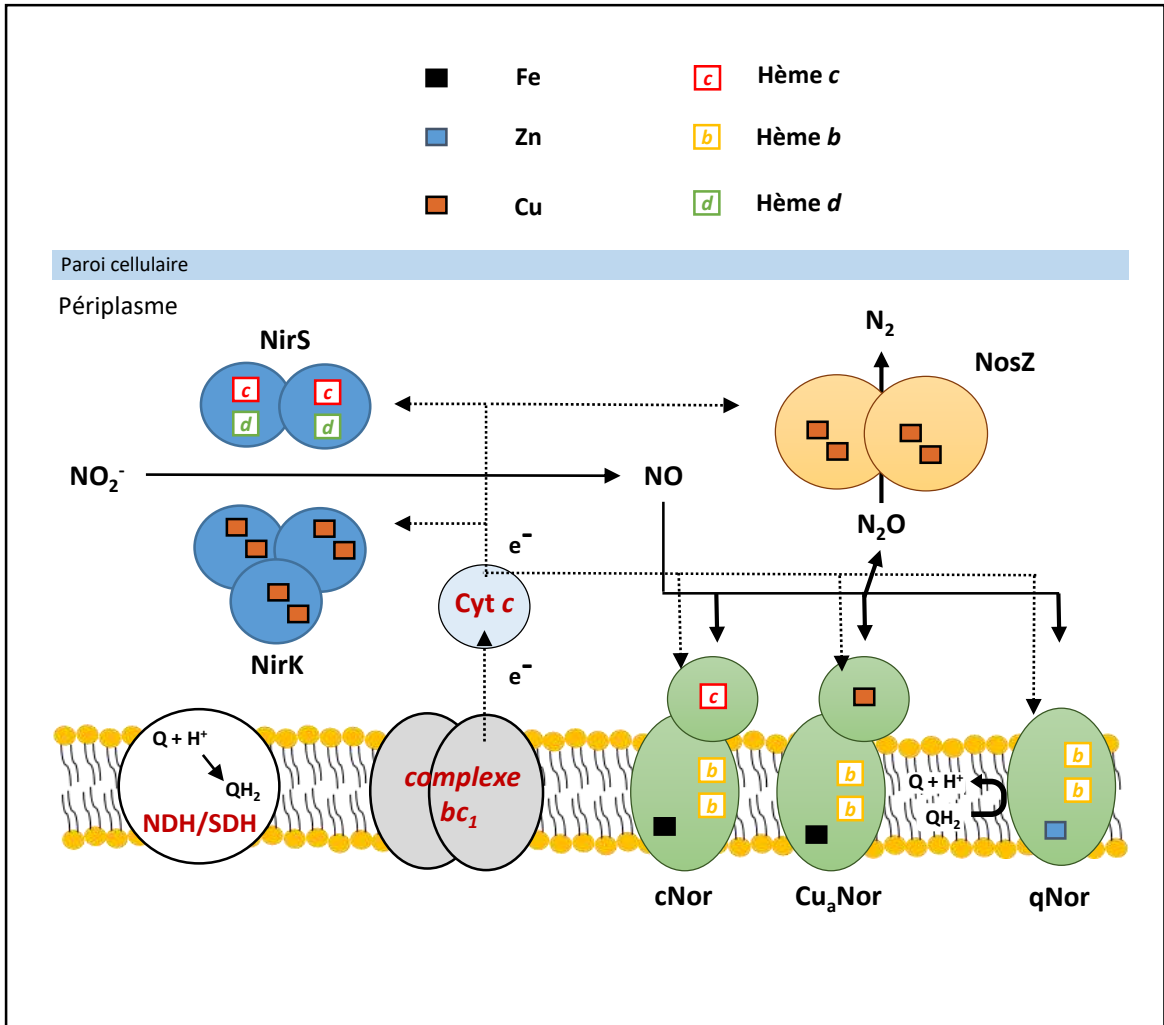 Fe
c
Hème c
Zn
b
Hème b
Cu
d
Hème d
Paroi cellulaire
Périplasme
NirS
c
c
d
d
N₂
NosZ
NO₂⁻
NO
N₂O
e⁻
Cyt c
NirK
e⁻
c
Q + H⁺
QH₂
NDH/SDH
complexe
bc₁
b
b
b
b
b
b
Q + H⁺
QH₂
cNor
CuₐNor
qNor